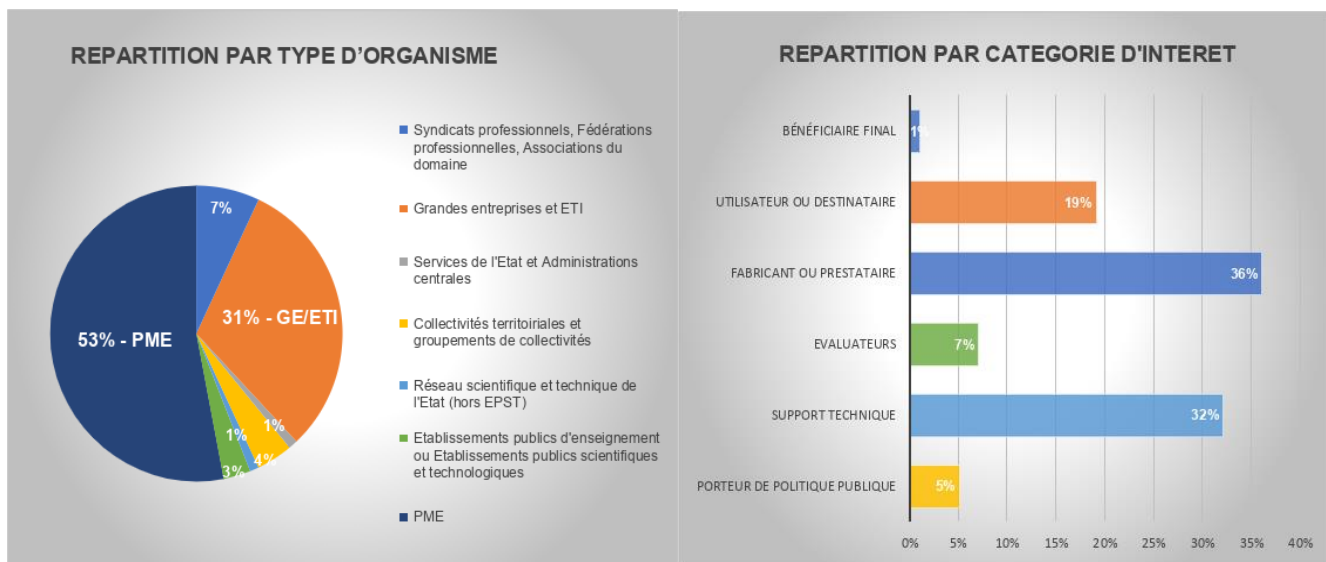 REPARTITION PAR TYPE D’ORGANISME
7%
31% - GE/ETI
53% - PME
1%
4%
1%
3%
Syndicats professionnels, Fédérations
professionnelles, Associations du
domaine
Grandes entreprises et ETI
Services de l'Etat et Administrations
centrales
Collectivités territoiriales et
groupements de collectivités
Réseau scientifique et technique de
l'Etat (hors EPST)
Etablissements publics d'enseignement
ou Etablissements publics scientifiques
et technologiques
PME
REPARTITION PAR CATEGORIE D'INTERET
BÉNÉFICIAIRE FINAL 1%
UTILISATEUR OU DESTINATAIRE 19%
FABRICANT OU PRESTATAIRE 36%
EVALUATEURS 7%
SUPPORT TECHNIQUE 32%
PORTEUR DE POLITIQUE PUBLIQUE 5%
0% 5% 10% 15% 20% 25% 30% 35% 40%